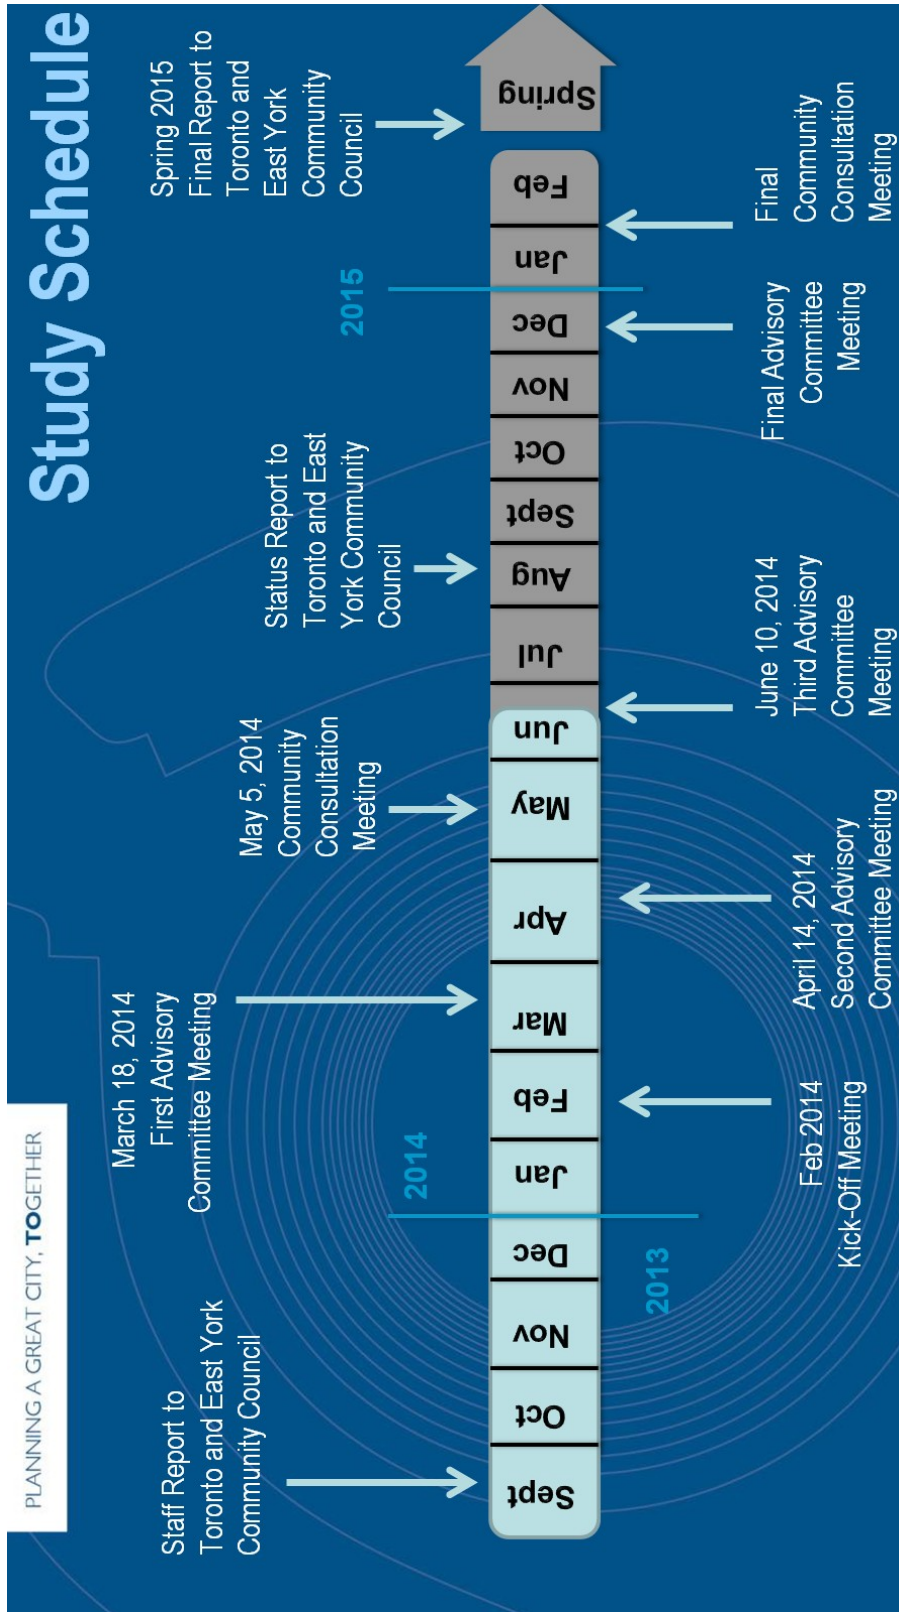 PLANNING A GREAT CITY, TOGETHER
Study Schedule
Staff Report to
Toronto and East York
Community Council
March 18, 2014
First Advisory
Committee Meeting
May 5, 2014
Community
Consultation
Meeting
Status Report to
Toronto and East
York Community
Council
Spring 2015
Final Report to
Toronto and
East York
Community
Council
2014
2015
Sept
Oct
Nov
Dec
Jan
Feb
Mar
Apr
May
Jun
Jul
Aug
Sept
Oct
Nov
Dec
Jan
Feb
Spring
2013
Feb 2014
Kick-Off Meeting
April 14, 2014
Second Advisory
Committee Meeting
June 10, 2014
Third Advisory
Committee
Meeting
Final Advisory
Committee
Meeting
Final
Community
Consultation
Meeting